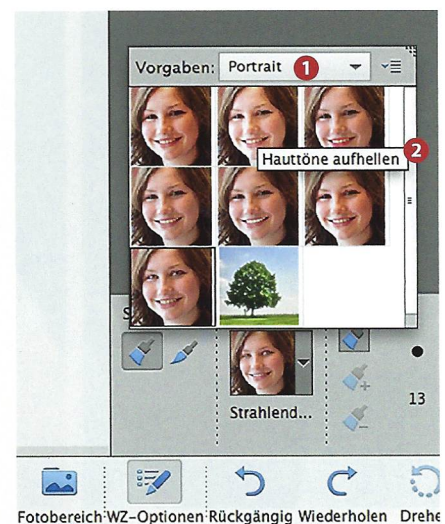 Vorgaben: Portrait 1
Hauttöne aufhellen 2
Strahlend...
13
Fotobereich WZ-Optionen Rückgängig Wiederholen Drehe